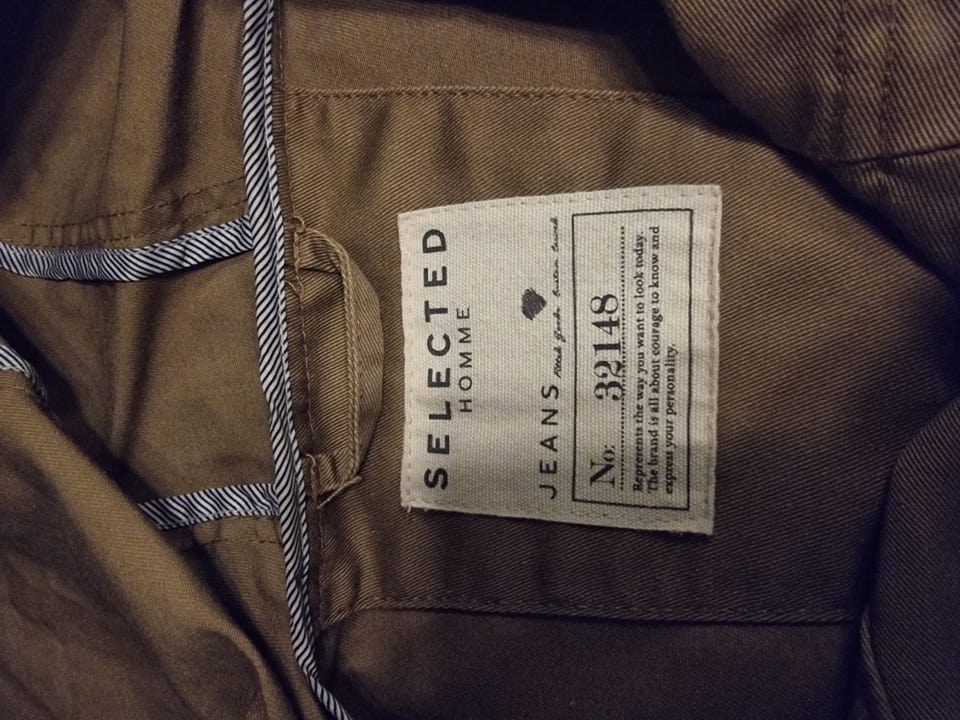 SELECTED
HOMME
JEANS
No: 32148
Reprerents the way you want to look today.
The brand is all about courage to know and
express your personality.